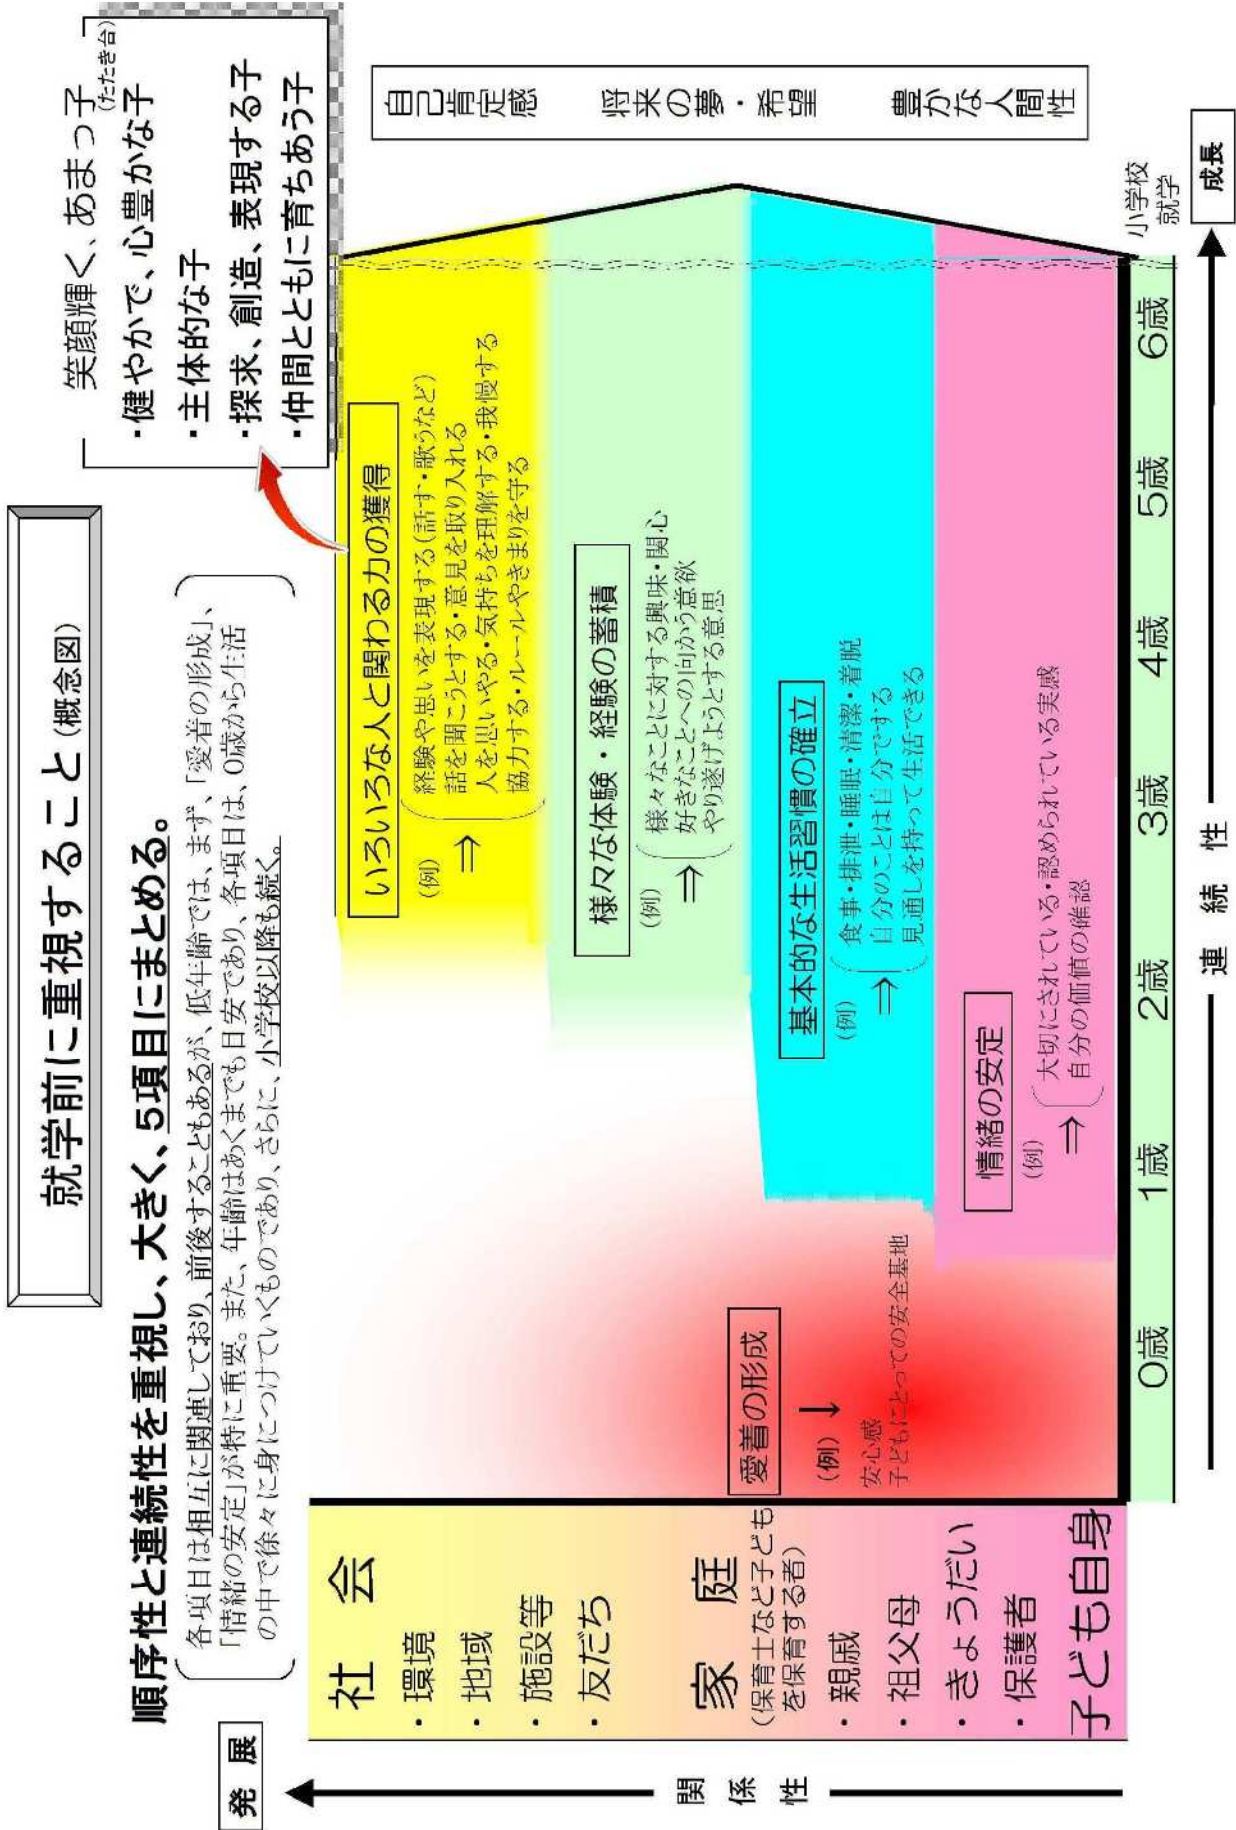 就学前に重視すること(概念図)
順序性と連続性を重視し、大きく、5項目にまとめる。
各項目は相互に関連しており、前後することもあるが、低年齢では、まず、「愛着の形成」、
「情緒の安定」が特に重要。また、年齢はあくまでも目安であり、各項目は、0歳から生活
の中で徐々に身につけていくものであり、さらに、小学校以降も続く。
笑顔輝く、あまっ子
(たたき台)
・健やかで、心豊かな子
・主体的な子
・探求、創造、表現する子
・仲間とともに育ちあう子
発展
関係性
社会
・環境
・地域
・施設等
・友だち
家庭
(保育士など子ども
を保育する者)
・親戚
・祖父母
・きょうだい
・保護者
子ども自身
いろいろな人と関わる力の獲得
(例)
⇒
経験や思いを表現する(話す・歌うなど)
話を聞こうとする・意見を取り入れる
人を思いやる・気持ちを理解する・我慢する
協力する・ルールやきまりを守る
様々な体験・経験の蓄積
(例)
⇒
様々なことに対する興味・関心
好きなことへの向かう意欲
やり遂げようとする意思
基本的な生活習慣の確立
(例)
⇒
食事・排泄・睡眠・清潔・着脱
自分のことは自分でする
見通しを持って生活できる
情緒の安定
(例)
⇒
大切にされている・認められている実感
自分の価値の確認
愛着の形成
(例)
安心感
子どもにとっての安全基地
自己肯定感
将来の夢・希望
豊かな人間性
0歳 1歳 2歳 3歳 4歳 5歳 6歳
小学校
就学
連続性
成長